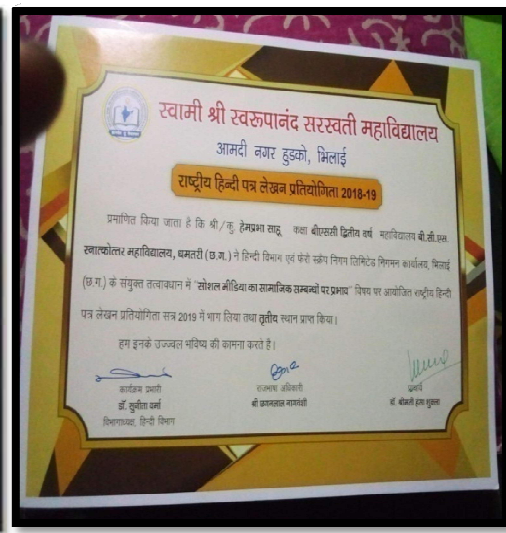 स्वामी श्री स्वरूपानंद सरस्वती महाविद्यालय
आमदी नगर हुडको, भिलाई
राष्ट्रीय हिन्दी पत्र लेखन प्रतियोगिता 2018-19
प्रमाणित किया जाता है कि श्री/कु. हेमप्रभा साहू कक्षा बीएससी द्वितीय वर्ष महाविद्यालय बी.सी.एस.
स्नातकोत्तर महाविद्यालय, धमतरी (छ.ग.) ने हिन्दी विभाग एवं फेरो स्क्रैप निगम लिमिटेड निगमन कार्यालय, भिलाई
(छ.ग.) के संयुक्त तत्वाधान में "सोशल मीडिया का सामाजिक सम्बन्धों पर प्रभाव" विषय पर आयोजित राष्ट्रीय हिन्दी
पत्र लेखन प्रतियोगिता सत्र 2019 में भाग लिया तथा तृतीय स्थान प्राप्त किया।
हम इनके उज्ज्वल भविष्य की कामना करते है।
कार्यक्रम प्रभारी
डॉ. सुनीता वर्मा
विभागाध्यक्ष, हिन्दी विभाग
राजभाषा अधिकारी
श्री छगनलाल नागवंशी
प्राचार्य
डॉ. श्रीमती हंसा शुक्ला